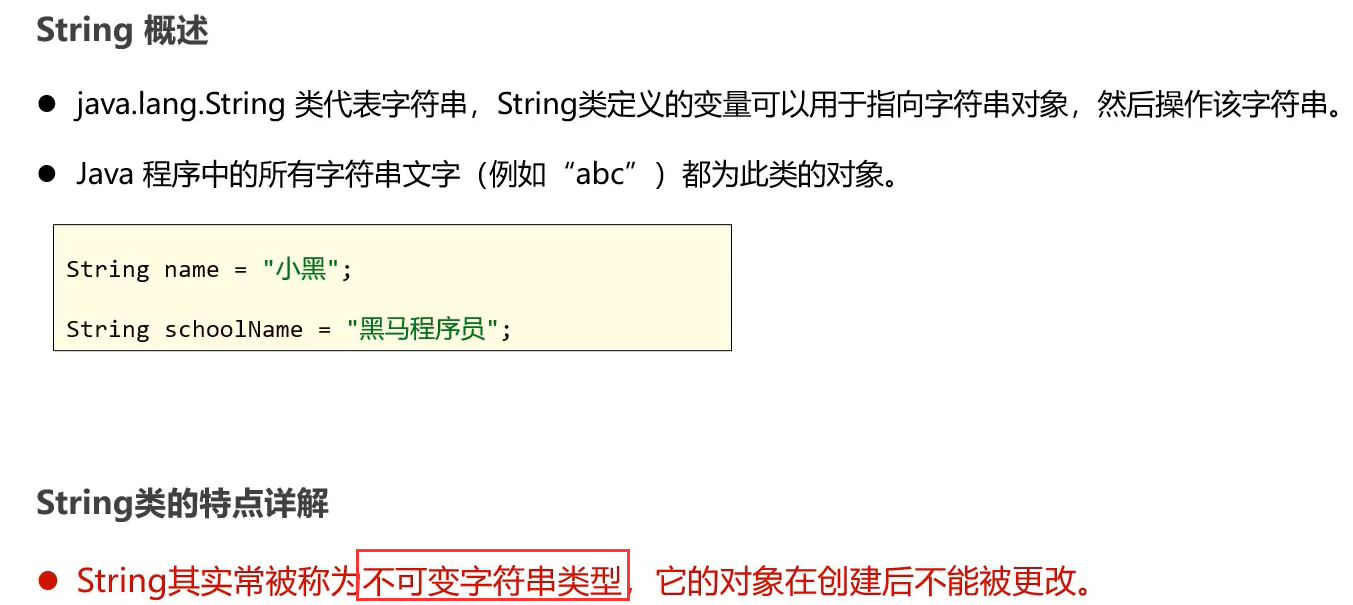 String 概述
● java.lang.String 类代表字符串，String类定义的变量可以用于指向字符串对象，然后操作该字符串。
● Java 程序中的所有字符串文字（例如“abc”）都为此类的对象。
String name = "小黑";
String schoolName = "黑马程序员";
String类的特点详解
● String其实常被称为不可变字符串类型，它的对象在创建后不能被更改。